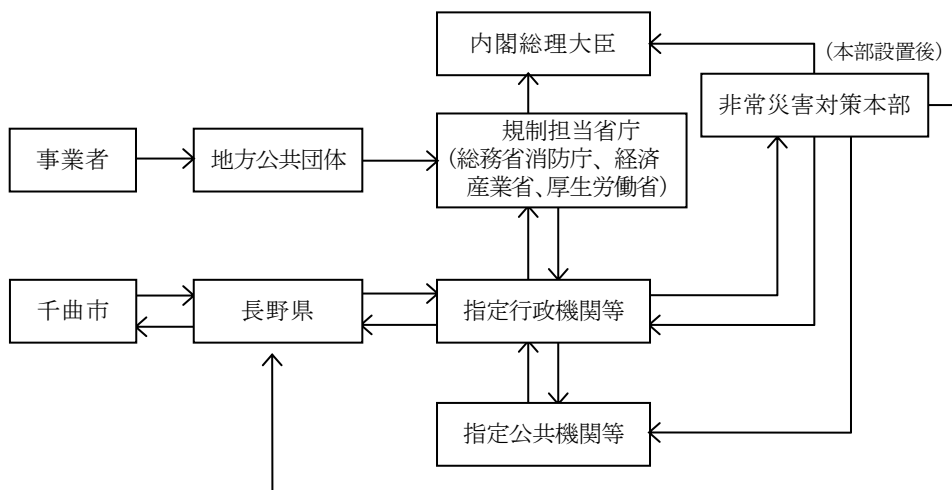 内閣総理大臣
(本部設置後)
非常災害対策本部
規制担当省庁
(総務省消防庁、経済
産業省、厚生労働省)
事業者
地方公共団体
千曲市
長野県
指定行政機関等
指定公共機関等